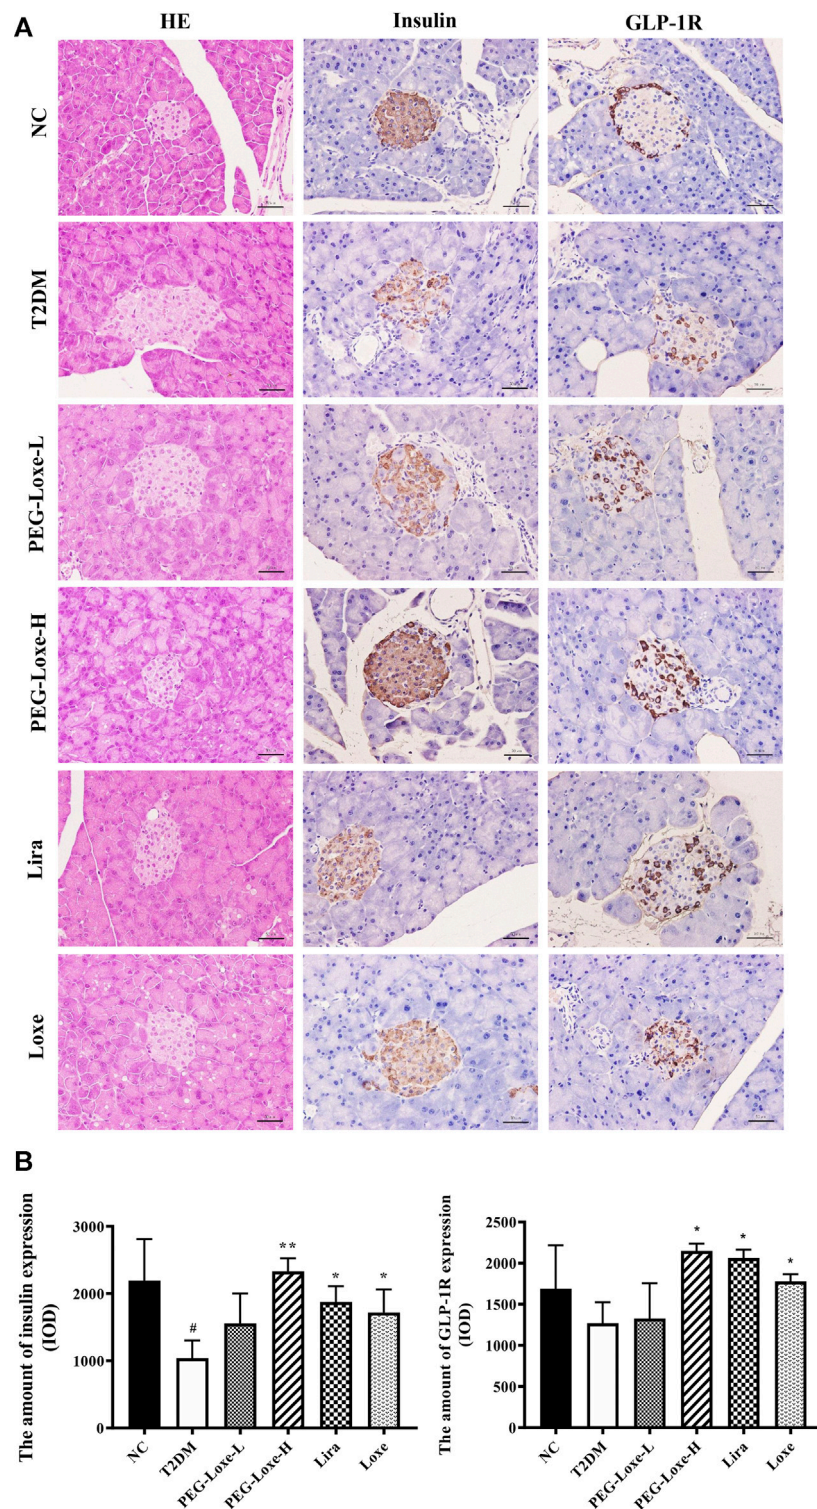 A
HE
Insulin
GLP-1R
NC
T2DM
PEG-Loxe-L
PEG-Loxe-H
Lira
Loxe
B
The amount of insulin expression
(IOD)
3000
2000
1000
0
#
**
*
*
NC
T2DM
PEG-Loxe-L
PEG-Loxe-H
Lira
Loxe
The amount of GLP-1R expression
(IOD)
2500
2000
1500
1000
500
0
*
*
*
NC
T2DM
PEG-Loxe-L
PEG-Loxe-H
Lira
Loxe